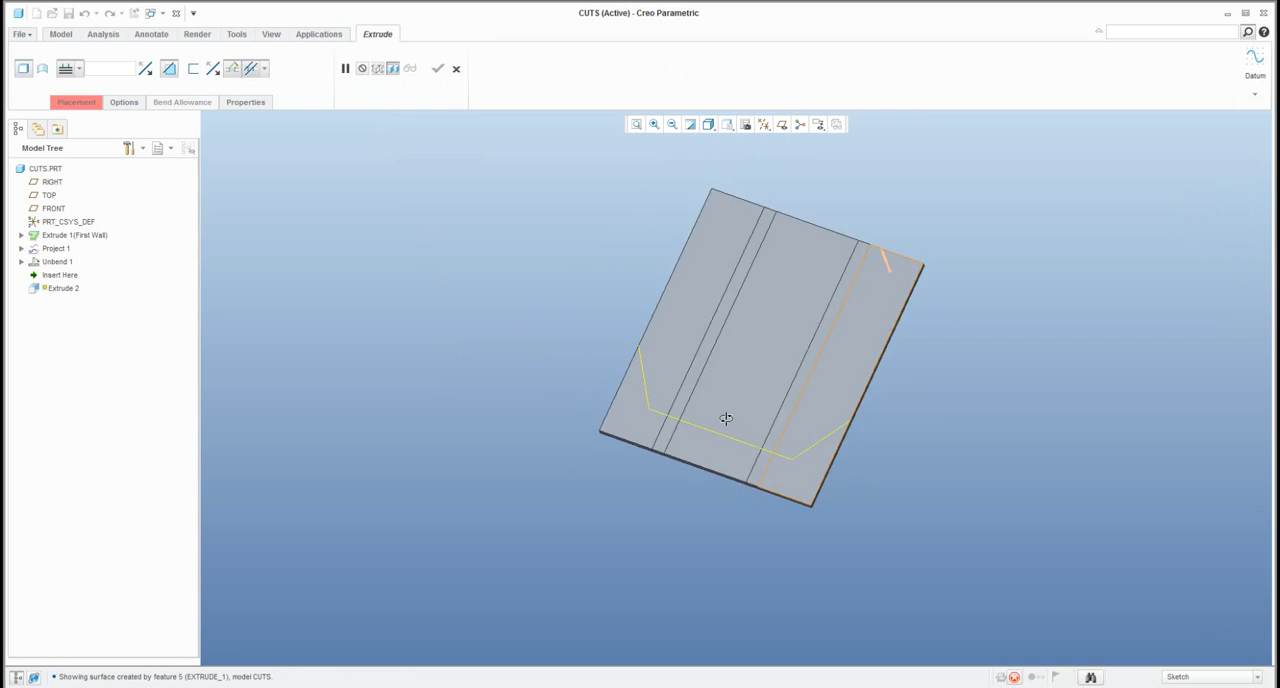 CUTS (Active) - Creo Parametric
File Model Analysis Annotate Render Tools View Applications Extrude
Datum
Placement Options Bend Allowance Properties
Model Tree
CUTS.PRT
RIGHT
TOP
FRONT
PRT_CSYS_DEF
Extrude 1(First Wall)
Project 1
Unbend 1
Insert Here
Extrude 2
Showing surface created by feature 5 (EXTRUDE_1), model CUTS.
Sketch